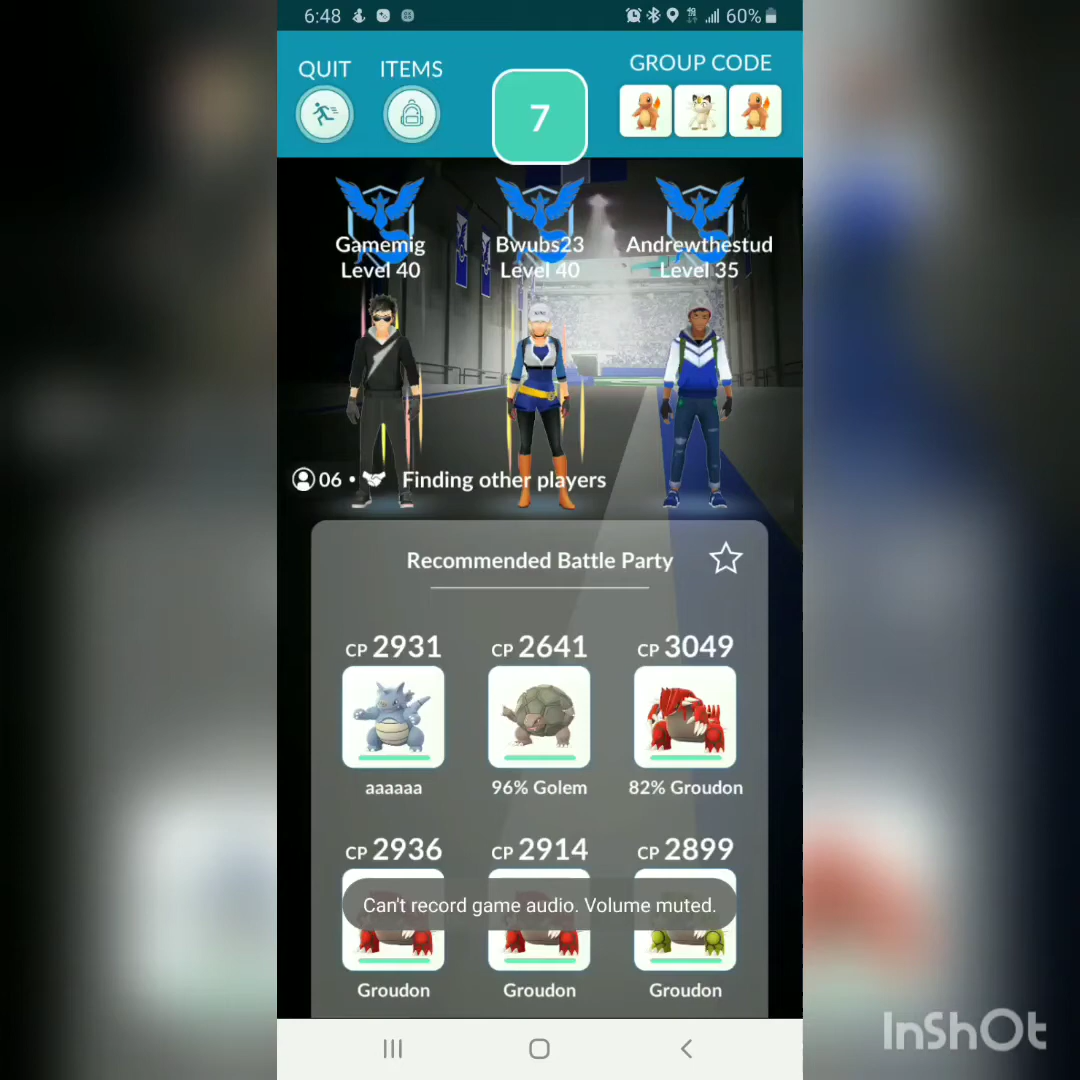 6:48
60%
QUIT ITEMS
7
GROUP CODE
Gamemig
Level 40
Bwubs23
Level 40
Andrewthestud
Level 35
06 • Finding other players
Recommended Battle Party
CP 2931
CP 2641
CP 3049
aaaaaa
96% Golem
82% Groudon
CP 2936
CP 2914
CP 2899
Can't record game audio. Volume muted.
Groudon
Groudon
Groudon
InShOt